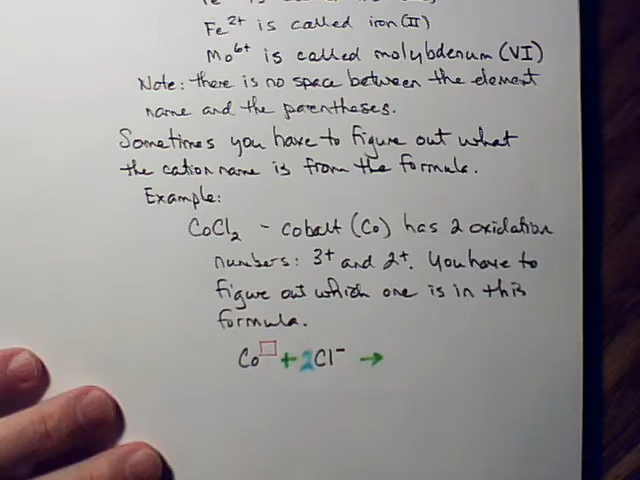 Fe²⁺ is called iron (II)
Mo⁶⁺ is called molybdenum (VI)
Note: there is no space between the element
name and the parentheses.
Sometimes you have to figure out what
the cation name is from the formula.
Example:
CoCl₂ - cobalt (Co) has 2 oxidation
numbers: 3⁺ and 2⁺. You have to
figure out which one is in this
formula.
Co□ + 2Cl⁻ →